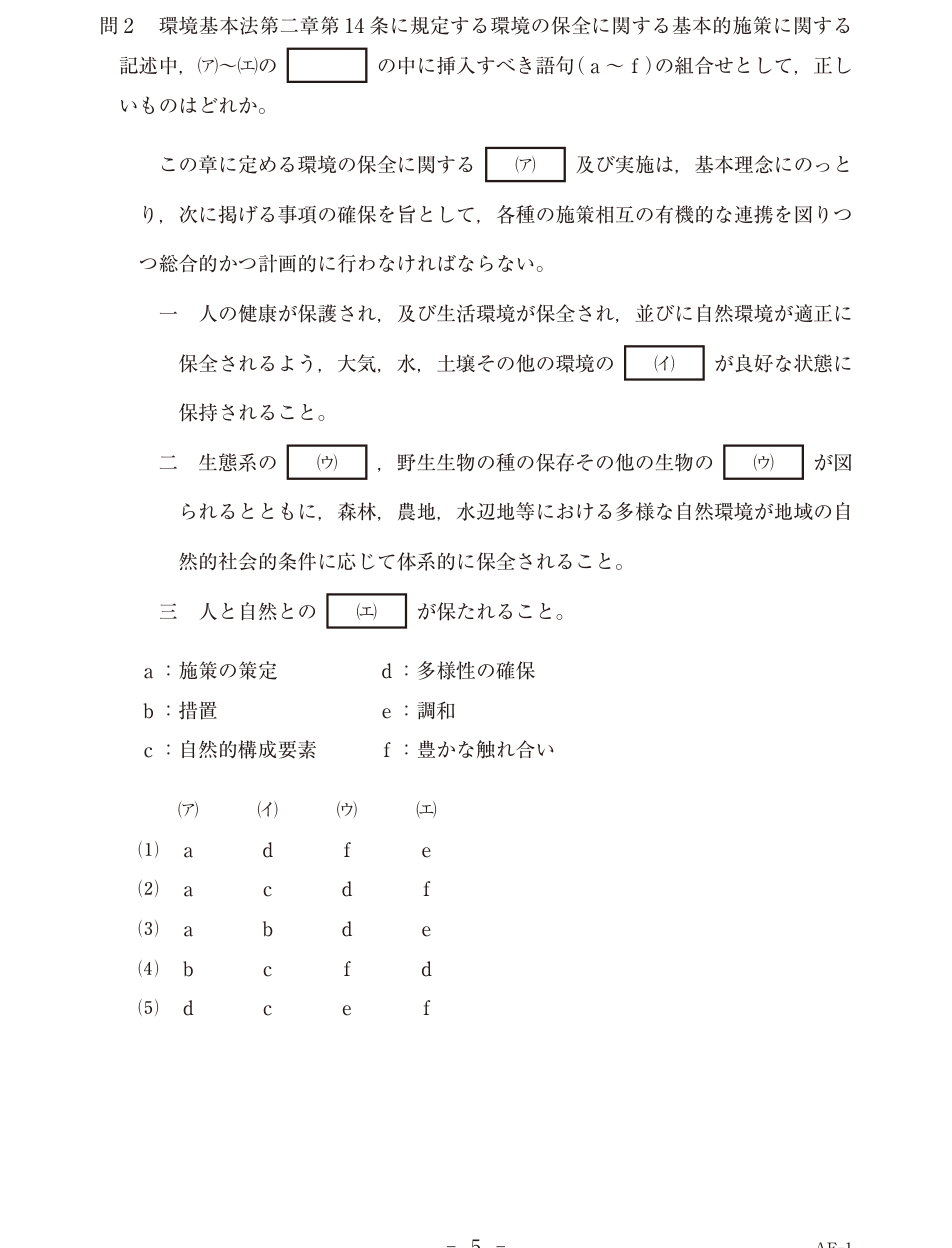 問2 環境基本法第二章第14条に規定する環境の保全に関する基本的施策に関する
記述中,㋐～㋓の の中に挿入すべき語句(a～f)の組合せとして,正し
いものはどれか。
この章に定める環境の保全に関する ㋐ 及び実施は,基本理念にのっと
り,次に掲げる事項の確保を旨として,各種の施策相互の有機的な連携を図りつ
つ総合的かつ計画的に行わなければならない。
一 人の健康が保護され,及び生活環境が保全され,並びに自然環境が適正に
保全されるよう,大気,水,土壌その他の環境の ㋑ が良好な状態に
保持されること。
二 生態系の ㋒ ,野生生物の種の保存その他の生物の ㋒ が図
られるとともに,森林,農地,水辺地等における多様な自然環境が地域の自
然的社会的条件に応じて体系的に保全されること。
三 人と自然との ㋓ が保たれること。
a：施策の策定 d：多様性の確保
b：措置 e：調和
c：自然的構成要素 f：豊かな触れ合い
㋐ ㋑ ㋒ ㋓
⑴ a d f e
⑵ a c d f
⑶ a b d e
⑷ b c f d
⑸ d c e f